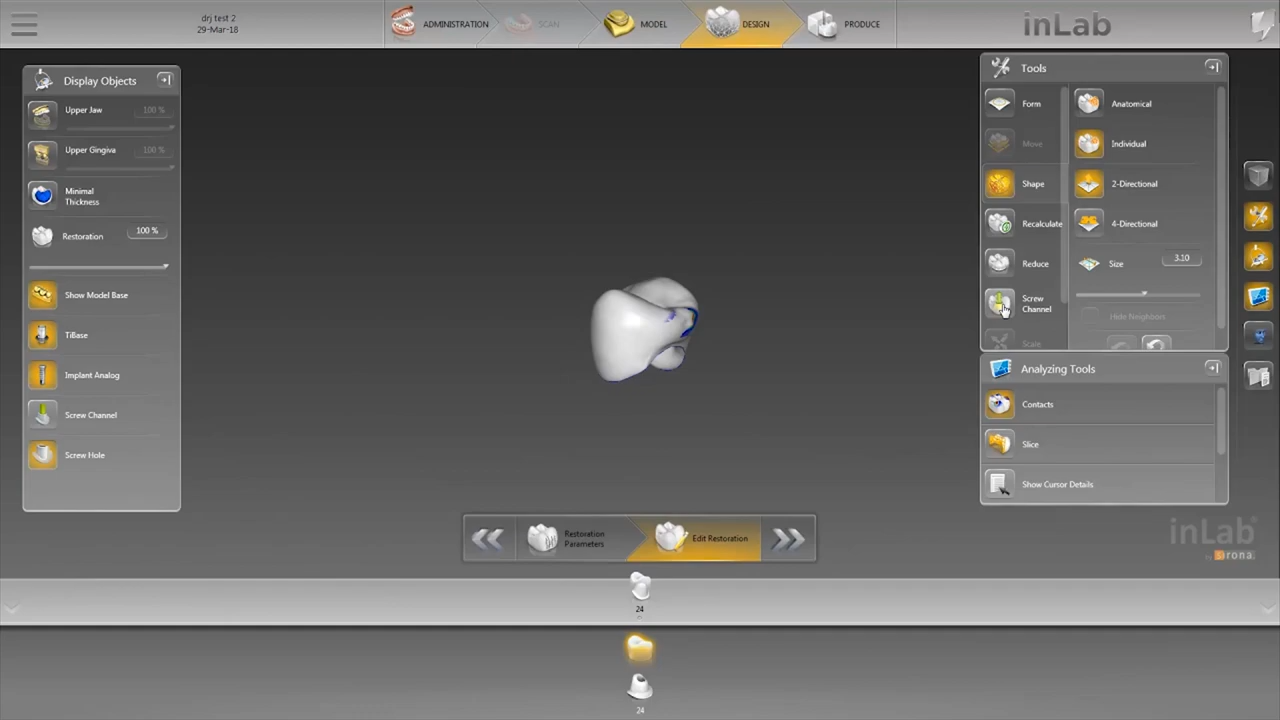 drj test 2
29-Mar-18
ADMINISTRATION
SCAN
MODEL
DESIGN
PRODUCE
inLab
Display Objects
Upper Jaw
100 %
Upper Gingiva
100 %
Minimal
Thickness
Restoration
100 %
Show Model Base
TiBase
Implant Analog
Screw Channel
Screw Hole
Tools
Form
Move
Shape
Recalculate
Reduce
Screw
Channel
Scale
Anatomical
Individual
2-Directional
4-Directional
Size
3.10
Hide Neighbors
Analyzing Tools
Contacts
Slice
Show Cursor Details
Restoration
Parameters
Edit Restoration
inLab
by sirona.
24
24